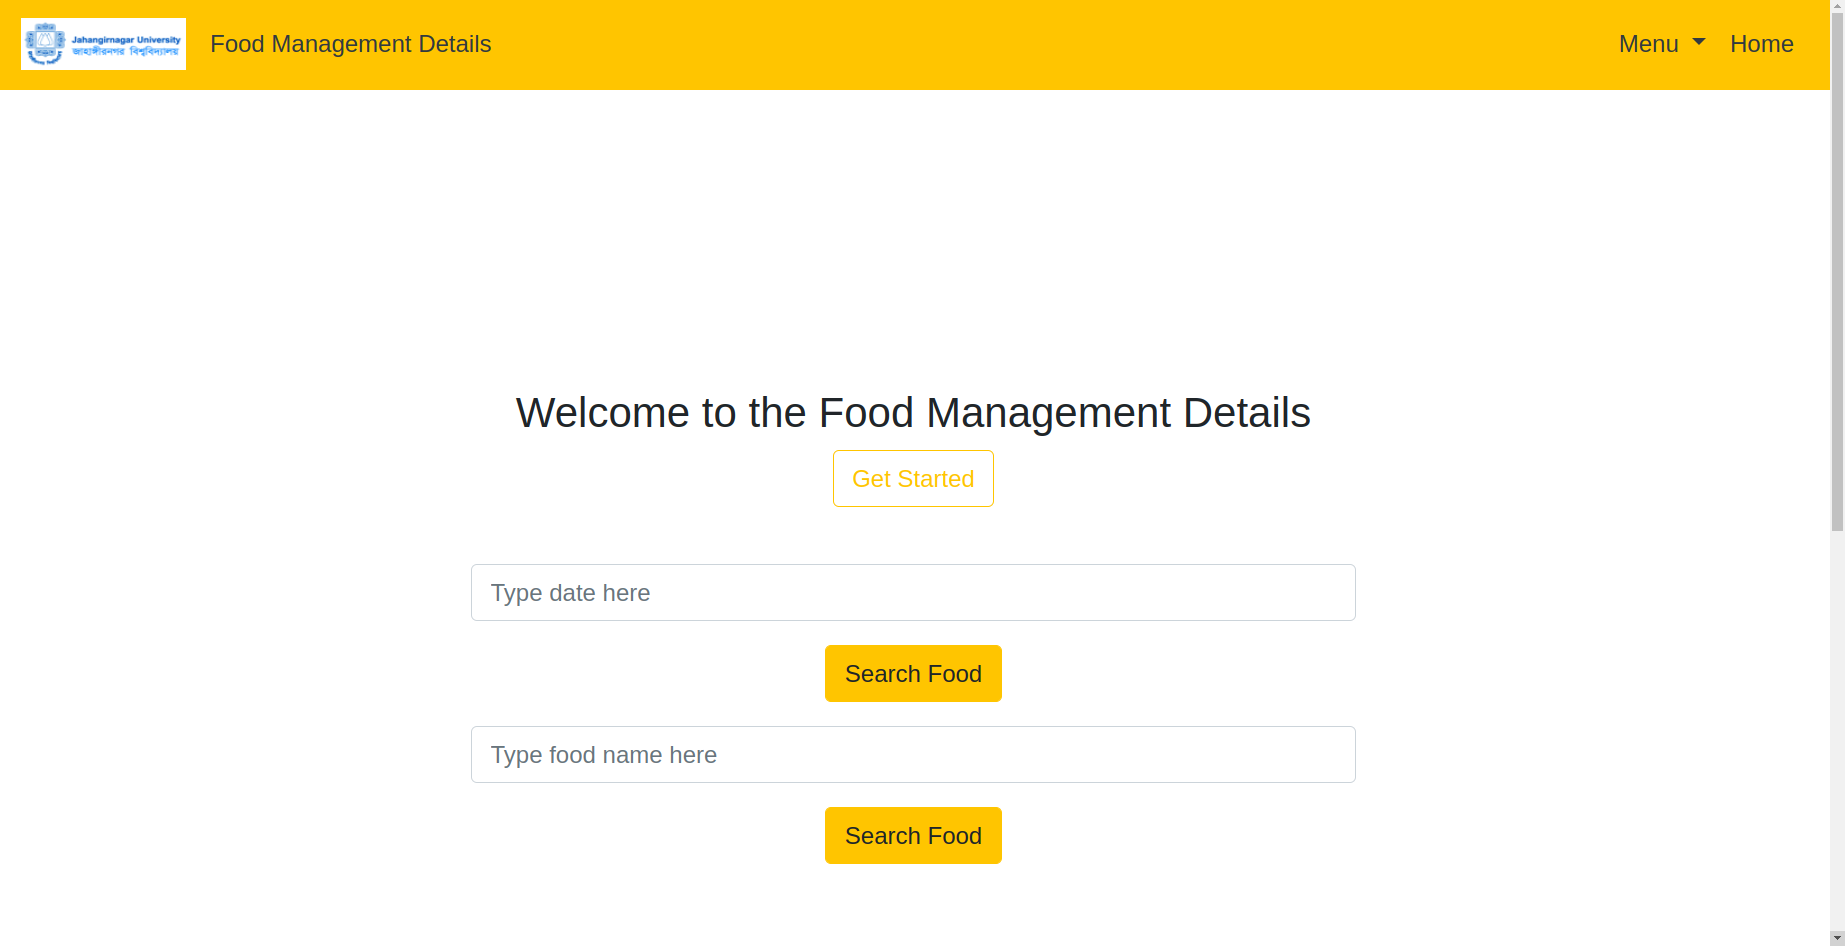 Jahangirnagar University
জাহাঙ্গীরনগর বিশ্ববিদ্যালয়
Food Management Details
Menu
Home
Welcome to the Food Management Details
Get Started
Type date here
Search Food
Type food name here
Search Food